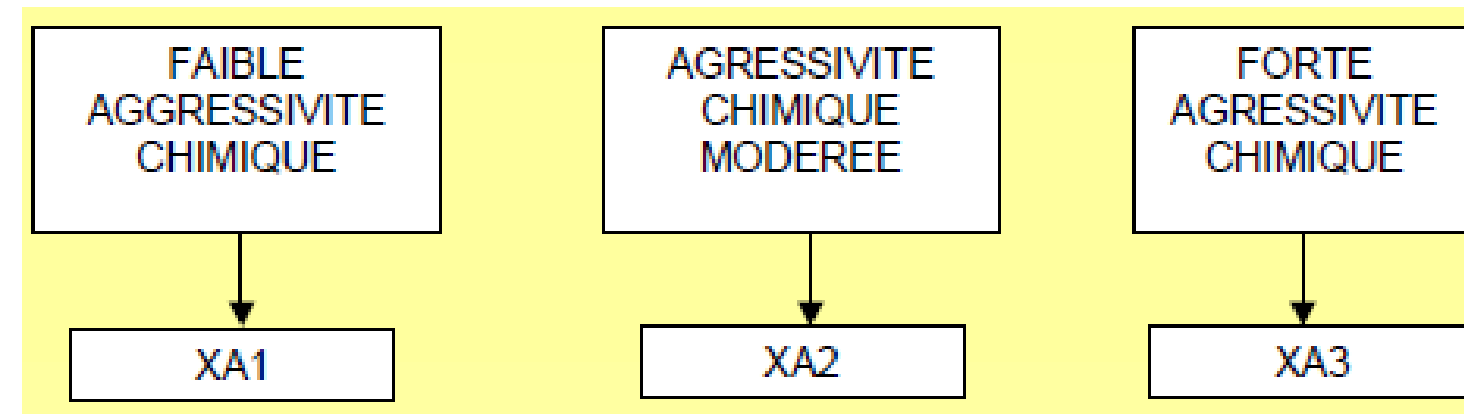 FAIBLE
AGGRESSIVITE
CHIMIQUE
XA1
AGRESSIVITE
CHIMIQUE
MODEREE
XA2
FORTE
AGRESSIVITE
CHIMIQUE
XA3